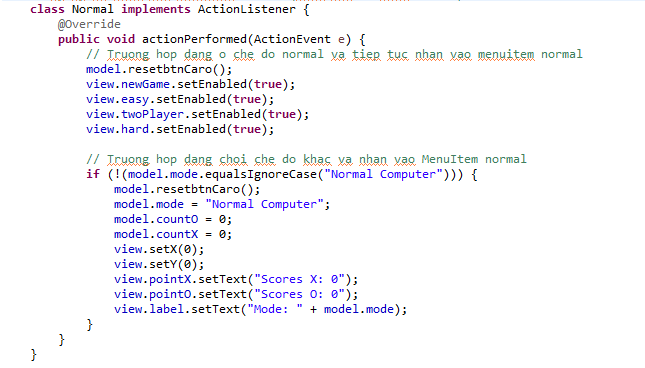 class Normal implements ActionListener {
@Override
public void actionPerformed(ActionEvent e) {
// Truong hop dang o che do normal va tiep tuc nhan vao menuitem normal
model.resetbtnCaro();
view.newGame.setEnabled(true);
view.easy.setEnabled(true);
view.twoPlayer.setEnabled(true);
view.hard.setEnabled(true);
// Truong hop dang choi che do khac va nhan vao MenuItem normal
if (!(model.mode.equalsIgnoreCase("Normal Computer"))) {
model.resetbtnCaro();
model.mode = "Normal Computer";
model.countO = 0;
model.countX = 0;
view.setX(0);
view.setY(0);
view.pointX.setText("Scores X: 0");
view.pointO.setText("Scores O: 0");
view.label.setText("Mode: " + model.mode);
}
}
}